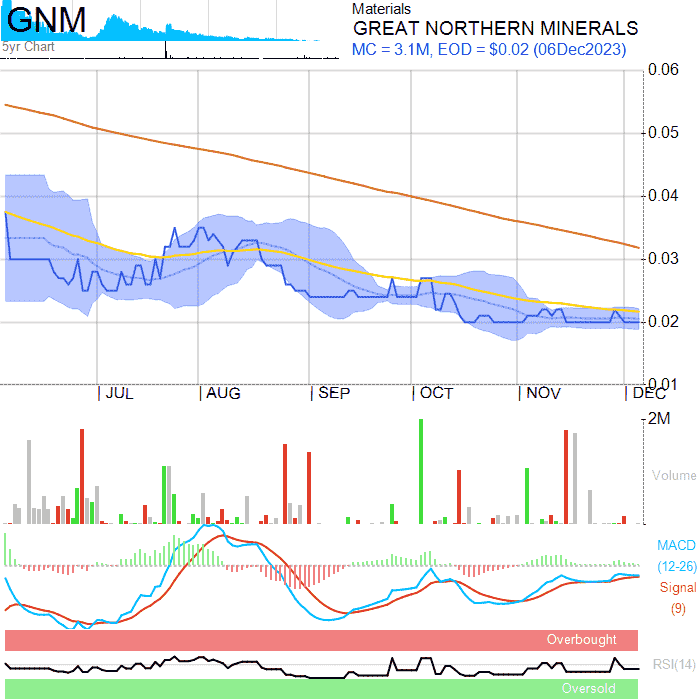 GNM
5yr Chart
Materials
GREAT NORTHERN MINERALS
MC = 3.1M, EOD = $0.02 (06Dec2023)
0.06
0.05
0.04
0.03
0.02
0.01
JUL
AUG
SEP
OCT
NOV
DEC
2M
Volume
MACD
(12-26)
Signal
(9)
Overbought
RSI(14)
Oversold